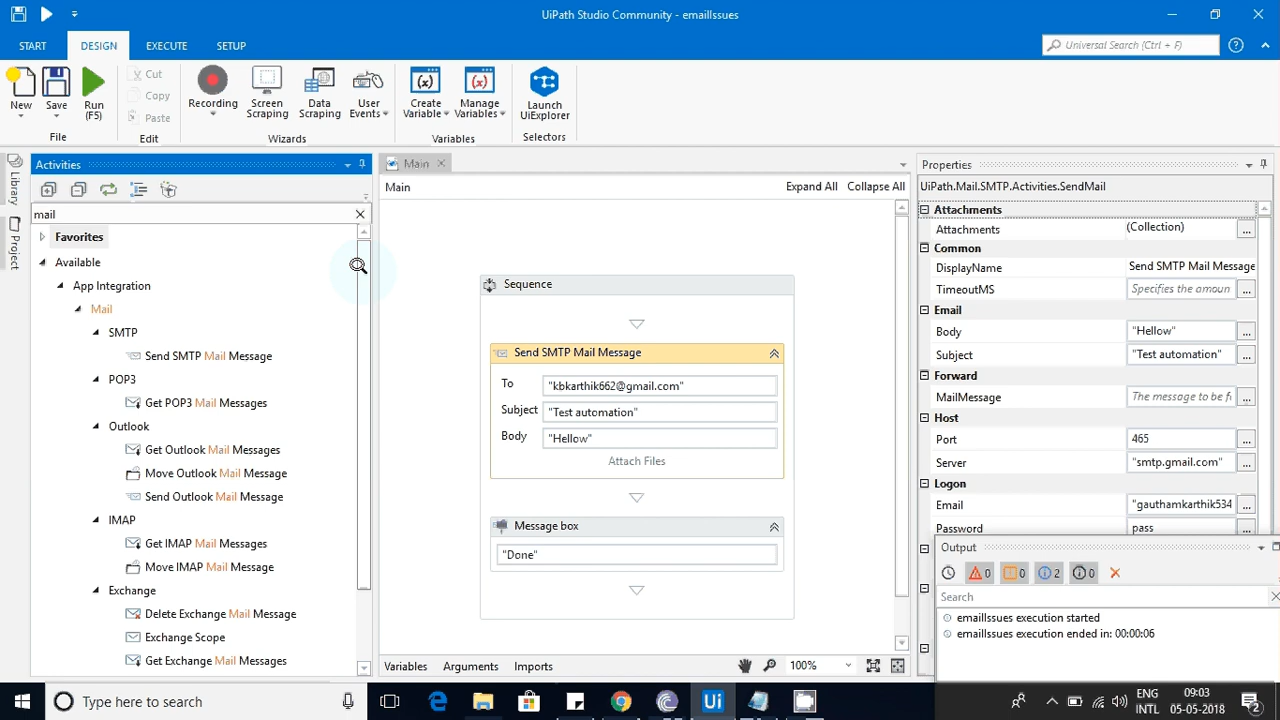 UiPath Studio Community - emailIssues
START DESIGN EXECUTE SETUP
Universal Search (Ctrl + F)
New Save Run (F5) Cut Copy Paste
Recording Screen Scraping Data Scraping User Events Create Variable Manage Variables Launch UiExplorer
File Edit Wizards Variables Selectors
Library
Project
Activities
mail
Favorites
Available
App Integration
Mail
SMTP
Send SMTP Mail Message
POP3
Get POP3 Mail Messages
Outlook
Get Outlook Mail Messages
Move Outlook Mail Message
Send Outlook Mail Message
IMAP
Get IMAP Mail Messages
Move IMAP Mail Message
Exchange
Delete Exchange Mail Message
Exchange Scope
Get Exchange Mail Messages
Main
Main Expand All Collapse All
Sequence
Send SMTP Mail Message
To "kbkarthik662@gmail.com"
Subject "Test automation"
Body "Hellow"
Attach Files
Message box
"Done"
Variables Arguments Imports 100%
Properties
UiPath.Mail.SMTP.Activities.SendMail
Attachments
Attachments (Collection) ...
Common
DisplayName Send SMTP Mail Message
TimeoutMS Specifies the amoun ...
Email
Body "Hellow" ...
Subject "Test automation" ...
Forward
MailMessage The message to be f ...
Host
Port 465 ...
Server "smtp.gmail.com" ...
Logon
Email "gauthamkarthik534 ...
Password pass ...
Output
0 0 2 0
Search
emailIssues execution started
emailIssues execution ended in: 00:00:06
Type here to search
Ui
ENG 09:03
INTL 05-05-2018
2